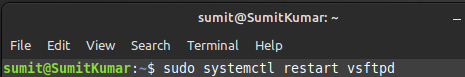 sumit@SumitKumar: ~
File Edit View Search Terminal Help
sumit@SumitKumar:~$ sudo systemctl restart vsftpd